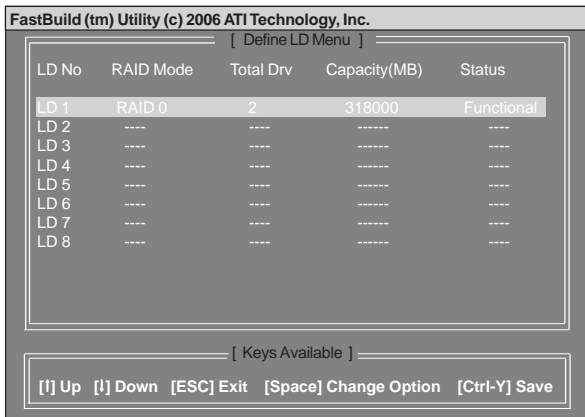 FastBuild (tm) Utility (c) 2006 ATI Technology, Inc.
[ Define LD Menu ]
LD No RAID Mode Total Drv Capacity(MB) Status
LD 1 RAID 0 2 318000 Functional
LD 2 ---- ---- ------ ----
LD 3 ---- ---- ------ ----
LD 4 ---- ---- ------ ----
LD 5 ---- ---- ------ ----
LD 6 ---- ---- ------ ----
LD 7 ---- ---- ------ ----
LD 8 ---- ---- ------ ----
[ Keys Available ]
[↑] Up [↓] Down [ESC] Exit [Space] Change Option [Ctrl-Y] Save